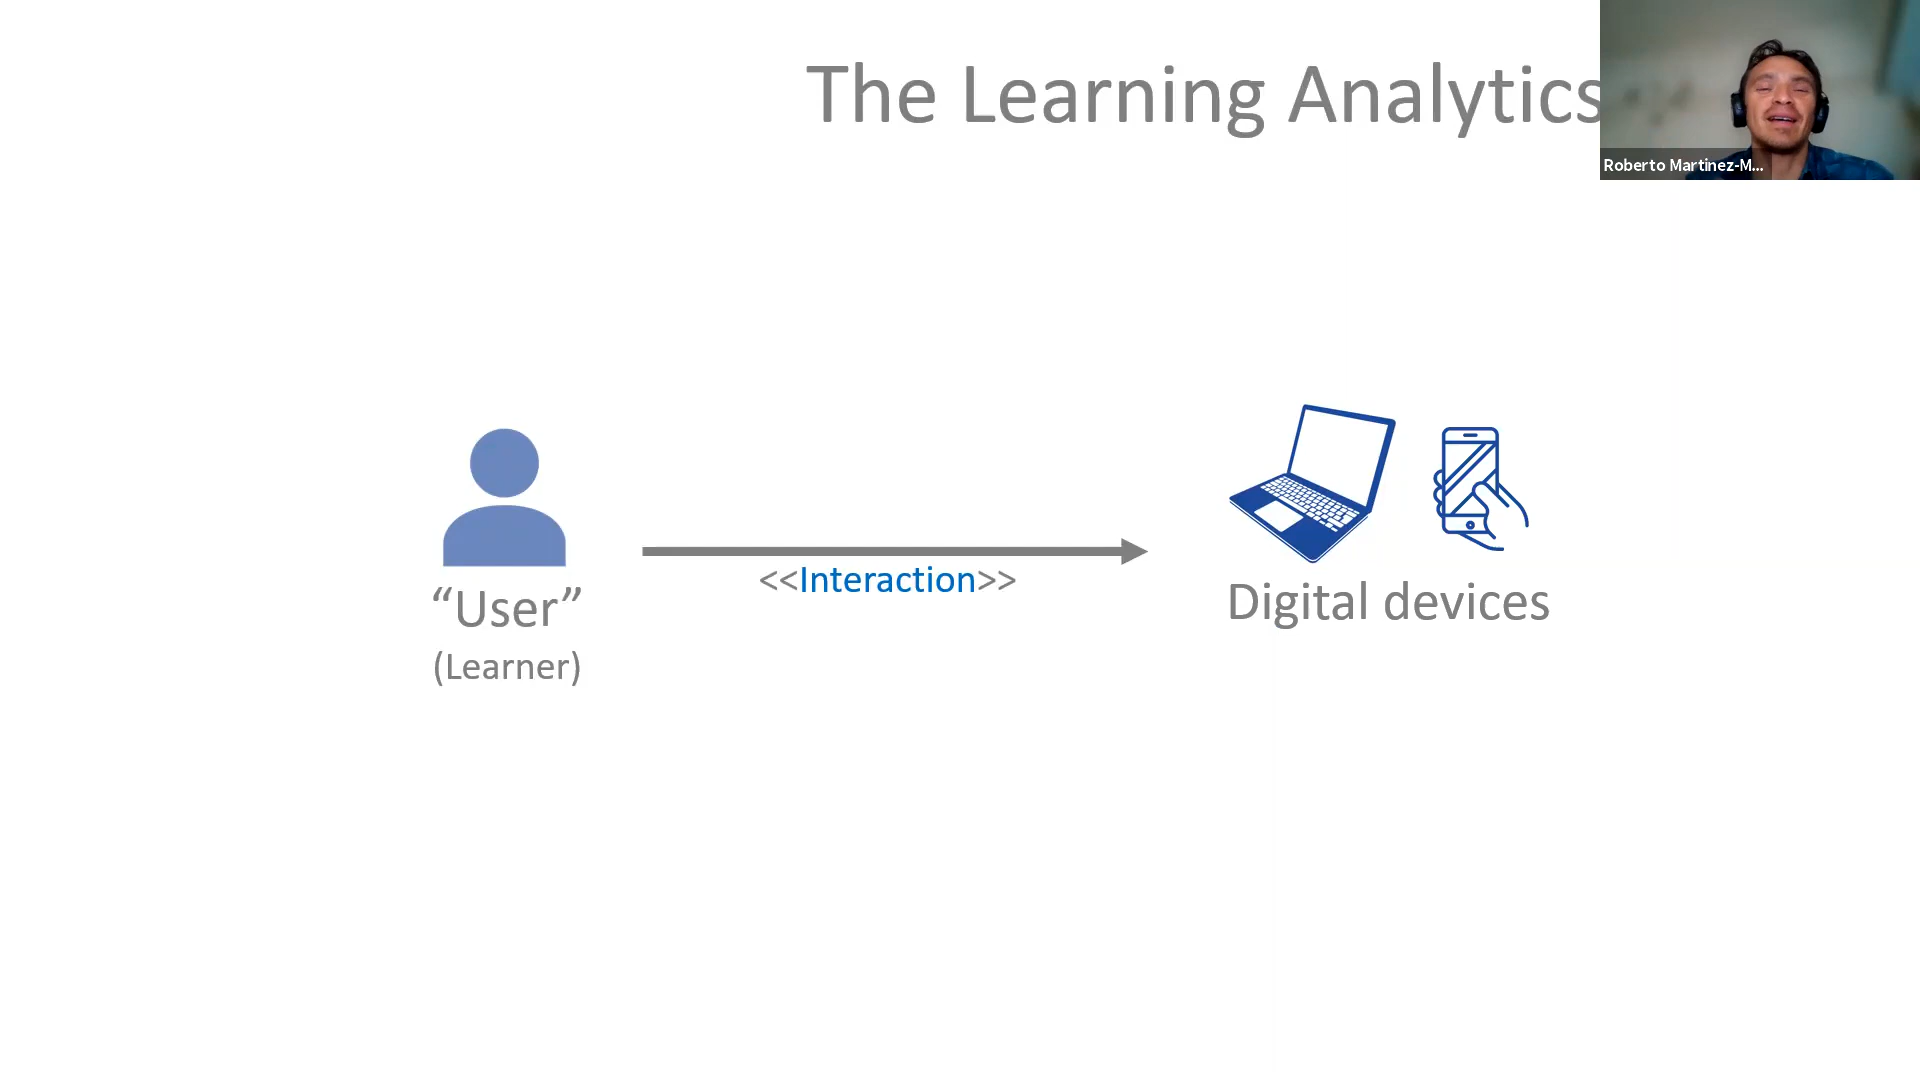 The Learning Analytics
Roberto Martinez-M...
<<Interaction>>
“User”
(Learner)
Digital devices